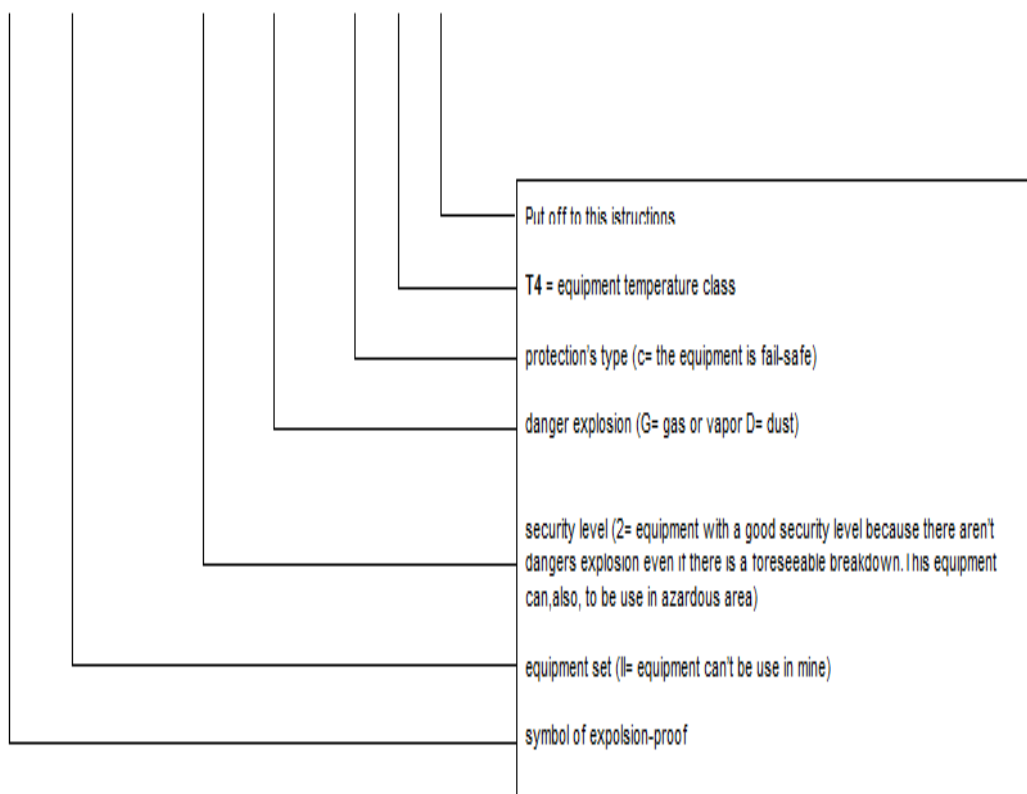 Put off to this istructions
T4 = equipment temperature class
protection's type (c= the equipment is fail-safe)
danger explosion (G= gas or vapor D= dust)
security level (2= equipment with a good security level because there aren't
dangers explosion even if there is a foreseeable breakdown.This equipment
can,also, to be use in azardous area)
equipment set (II= equipment can't be use in mine)
symbol of expolsion-proof